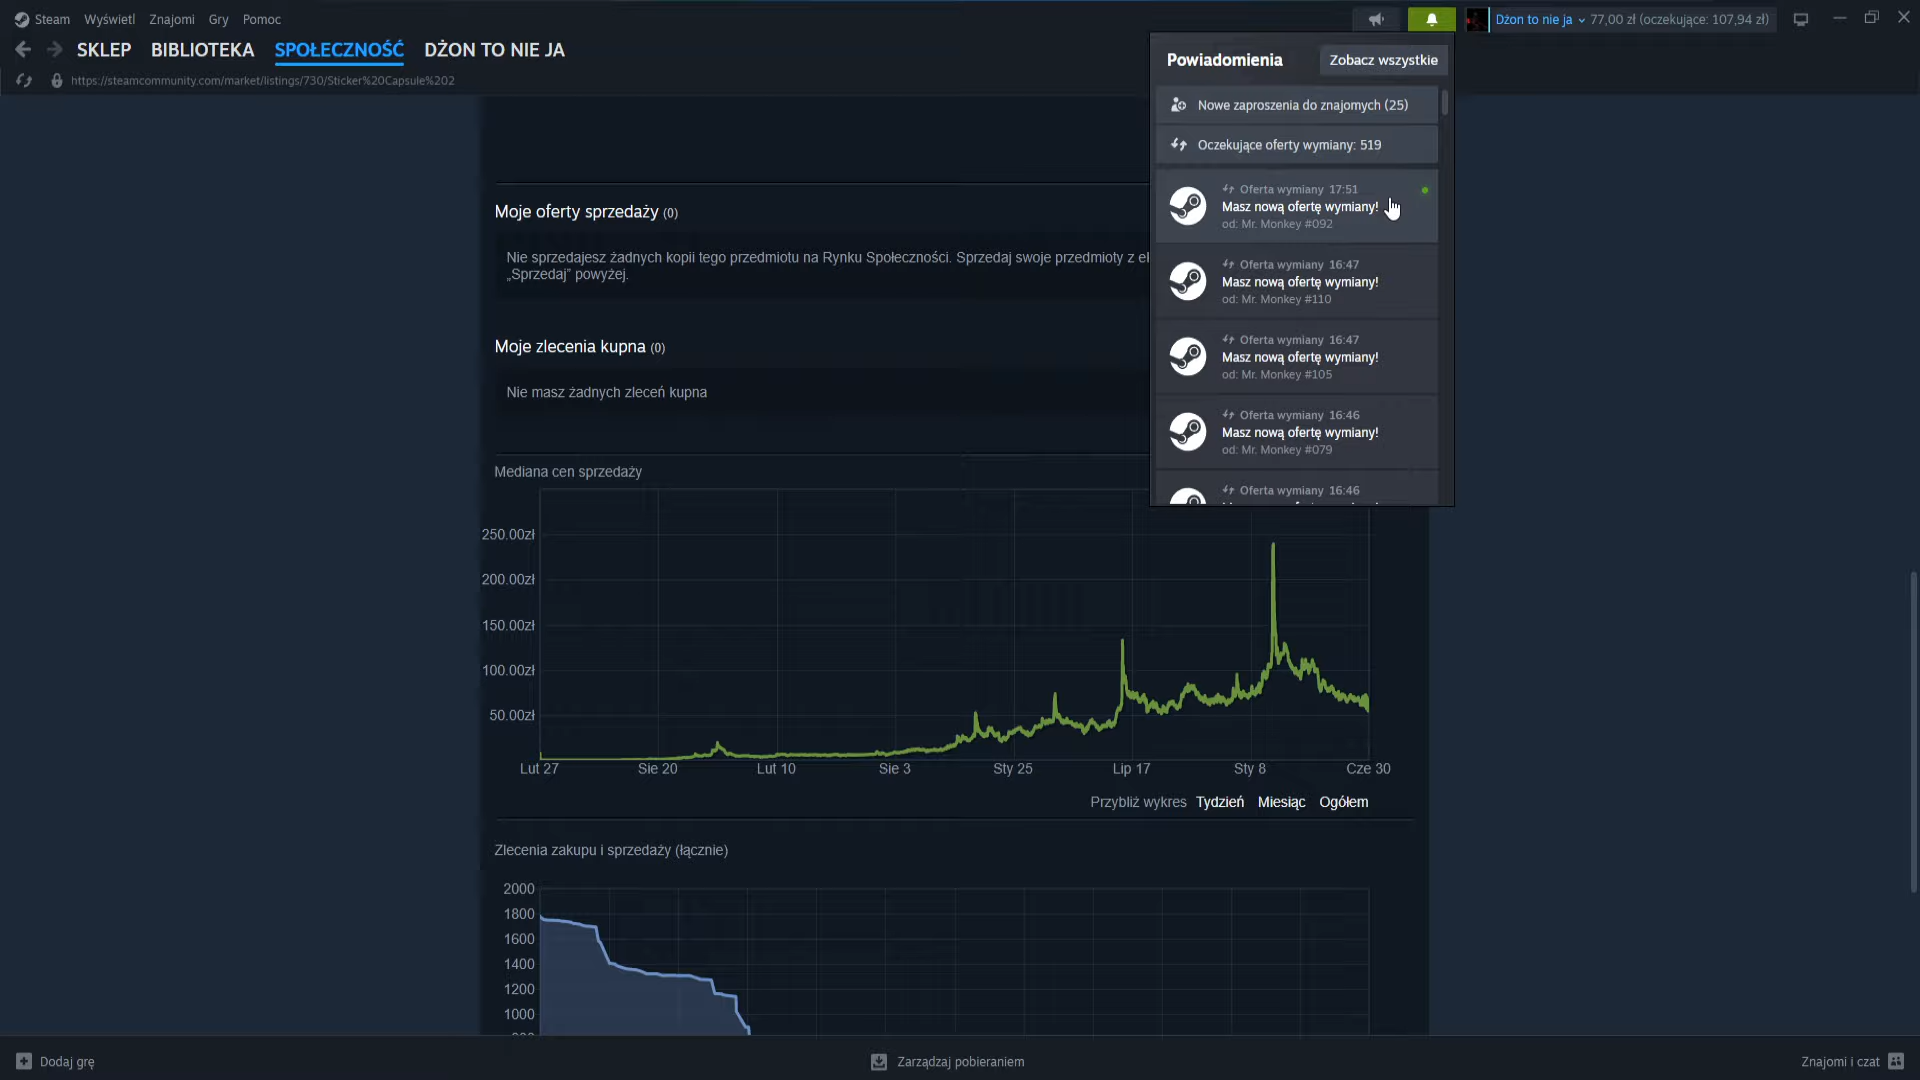 Steam Wyświetl Znajomi Gry Pomoc
Dżon to nie ja 77,00 zł (oczekujące: 107,94 zł)
SKLEP BIBLIOTEKA SPOŁECZNOŚĆ DŻON TO NIE JA
https://steamcommunity.com/market/listings/730/Sticker%20Capsule%202
Powiadomienia Zobacz wszystkie
Nowe zaproszenia do znajomych (25)
Oczekujące oferty wymiany: 519
Oferta wymiany 17:51
Masz nową ofertę wymiany!
od: Mr. Monkey #092
Oferta wymiany 16:47
Masz nową ofertę wymiany!
od: Mr. Monkey #110
Oferta wymiany 16:47
Masz nową ofertę wymiany!
od: Mr. Monkey #105
Oferta wymiany 16:46
Masz nową ofertę wymiany!
od: Mr. Monkey #079
Oferta wymiany 16:46
Moje oferty sprzedaży (0)
Nie sprzedajesz żadnych kopii tego przedmiotu na Rynku Społeczności. Sprzedaj swoje przedmioty z
„Sprzedaj” powyżej.
Moje zlecenia kupna (0)
Nie masz żadnych zleceń kupna
Mediana cen sprzedaży
250.00zł
200.00zł
150.00zł
100.00zł
50.00zł
Lut 27 Sie 20 Lut 10 Sie 3 Sty 25 Lip 17 Sty 8 Cze 30
Przybliż wykres Tydzień Miesiąc Ogółem
Zlecenia zakupu i sprzedaży (łącznie)
2000
1800
1600
1400
1200
1000
Dodaj grę
Zarządzaj pobieraniem
Znajomi i czat